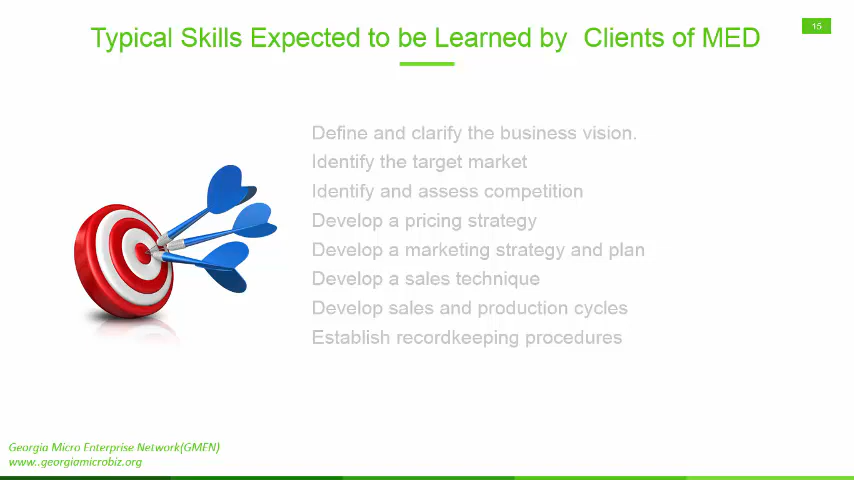 15
Typical Skills Expected to be Learned by  Clients of MED
Define and clarify the business vision.
Identify the target market
Identify and assess competition
Develop a pricing strategy
Develop a marketing strategy and plan
Develop a sales technique
Develop sales and production cycles
Establish recordkeeping procedures
Georgia Micro Enterprise Network(GMEN)
www..georgiamicrobiz.org